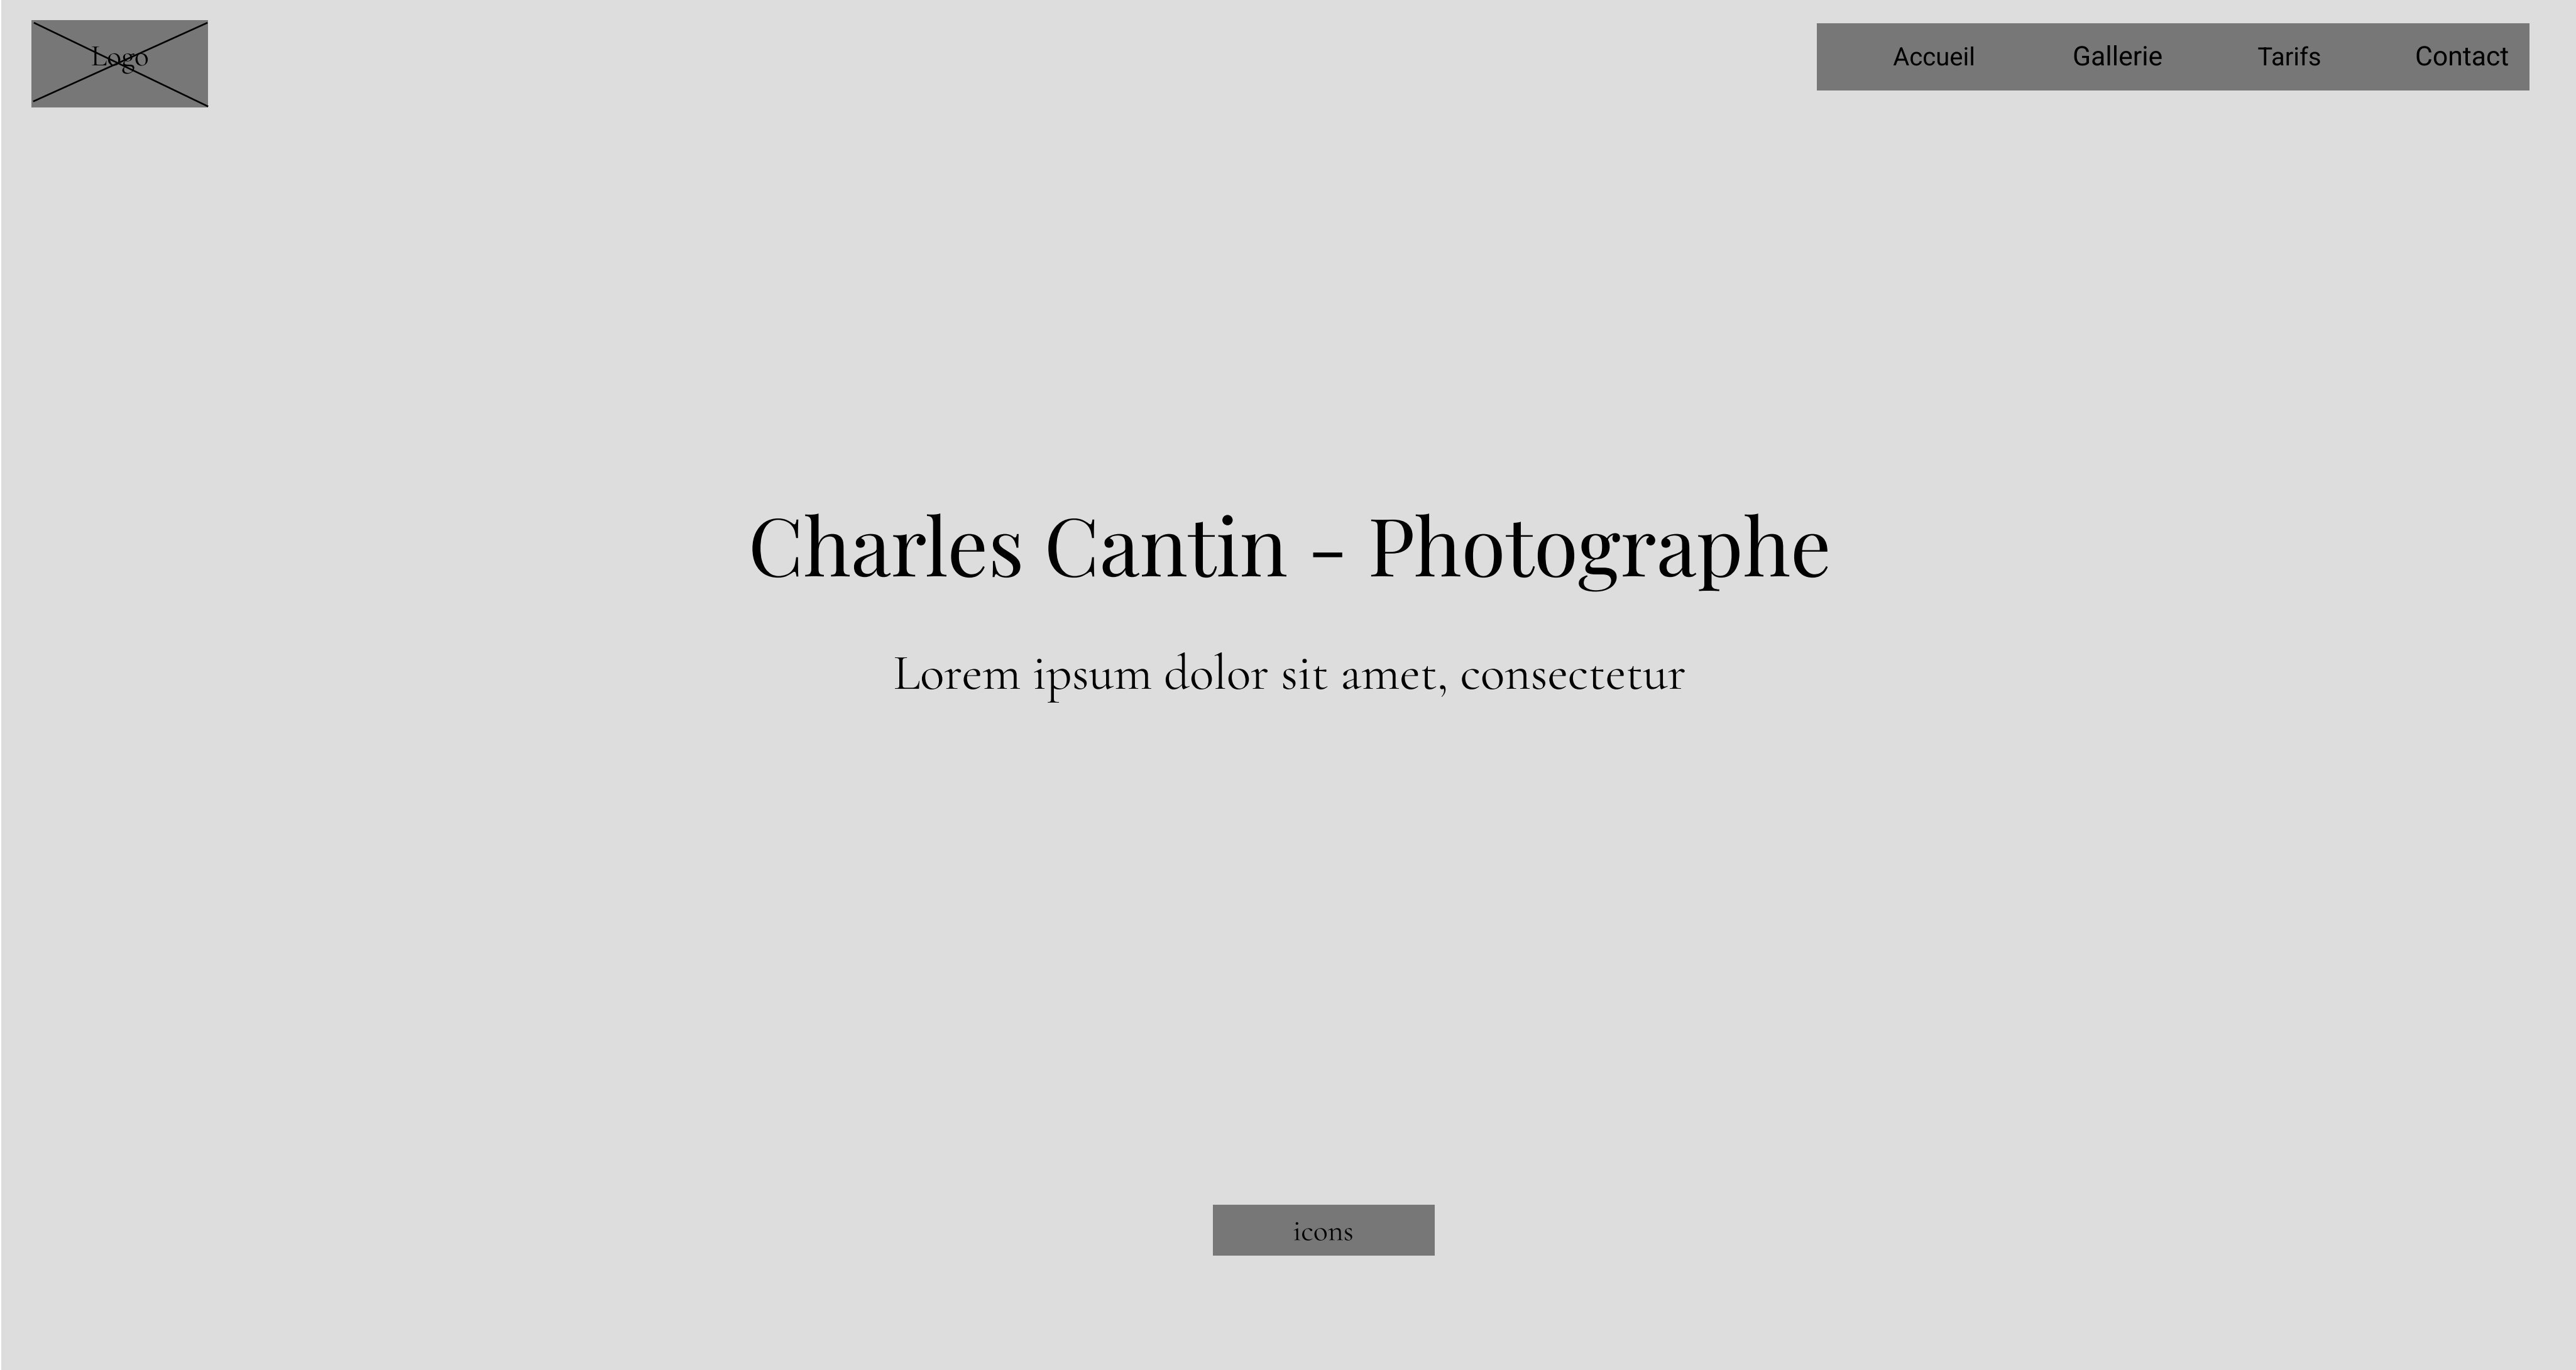 Logo
Accueil Gallerie Tarifs Contact
Charles Cantin - Photographe
Lorem ipsum dolor sit amet, consectetur
icons